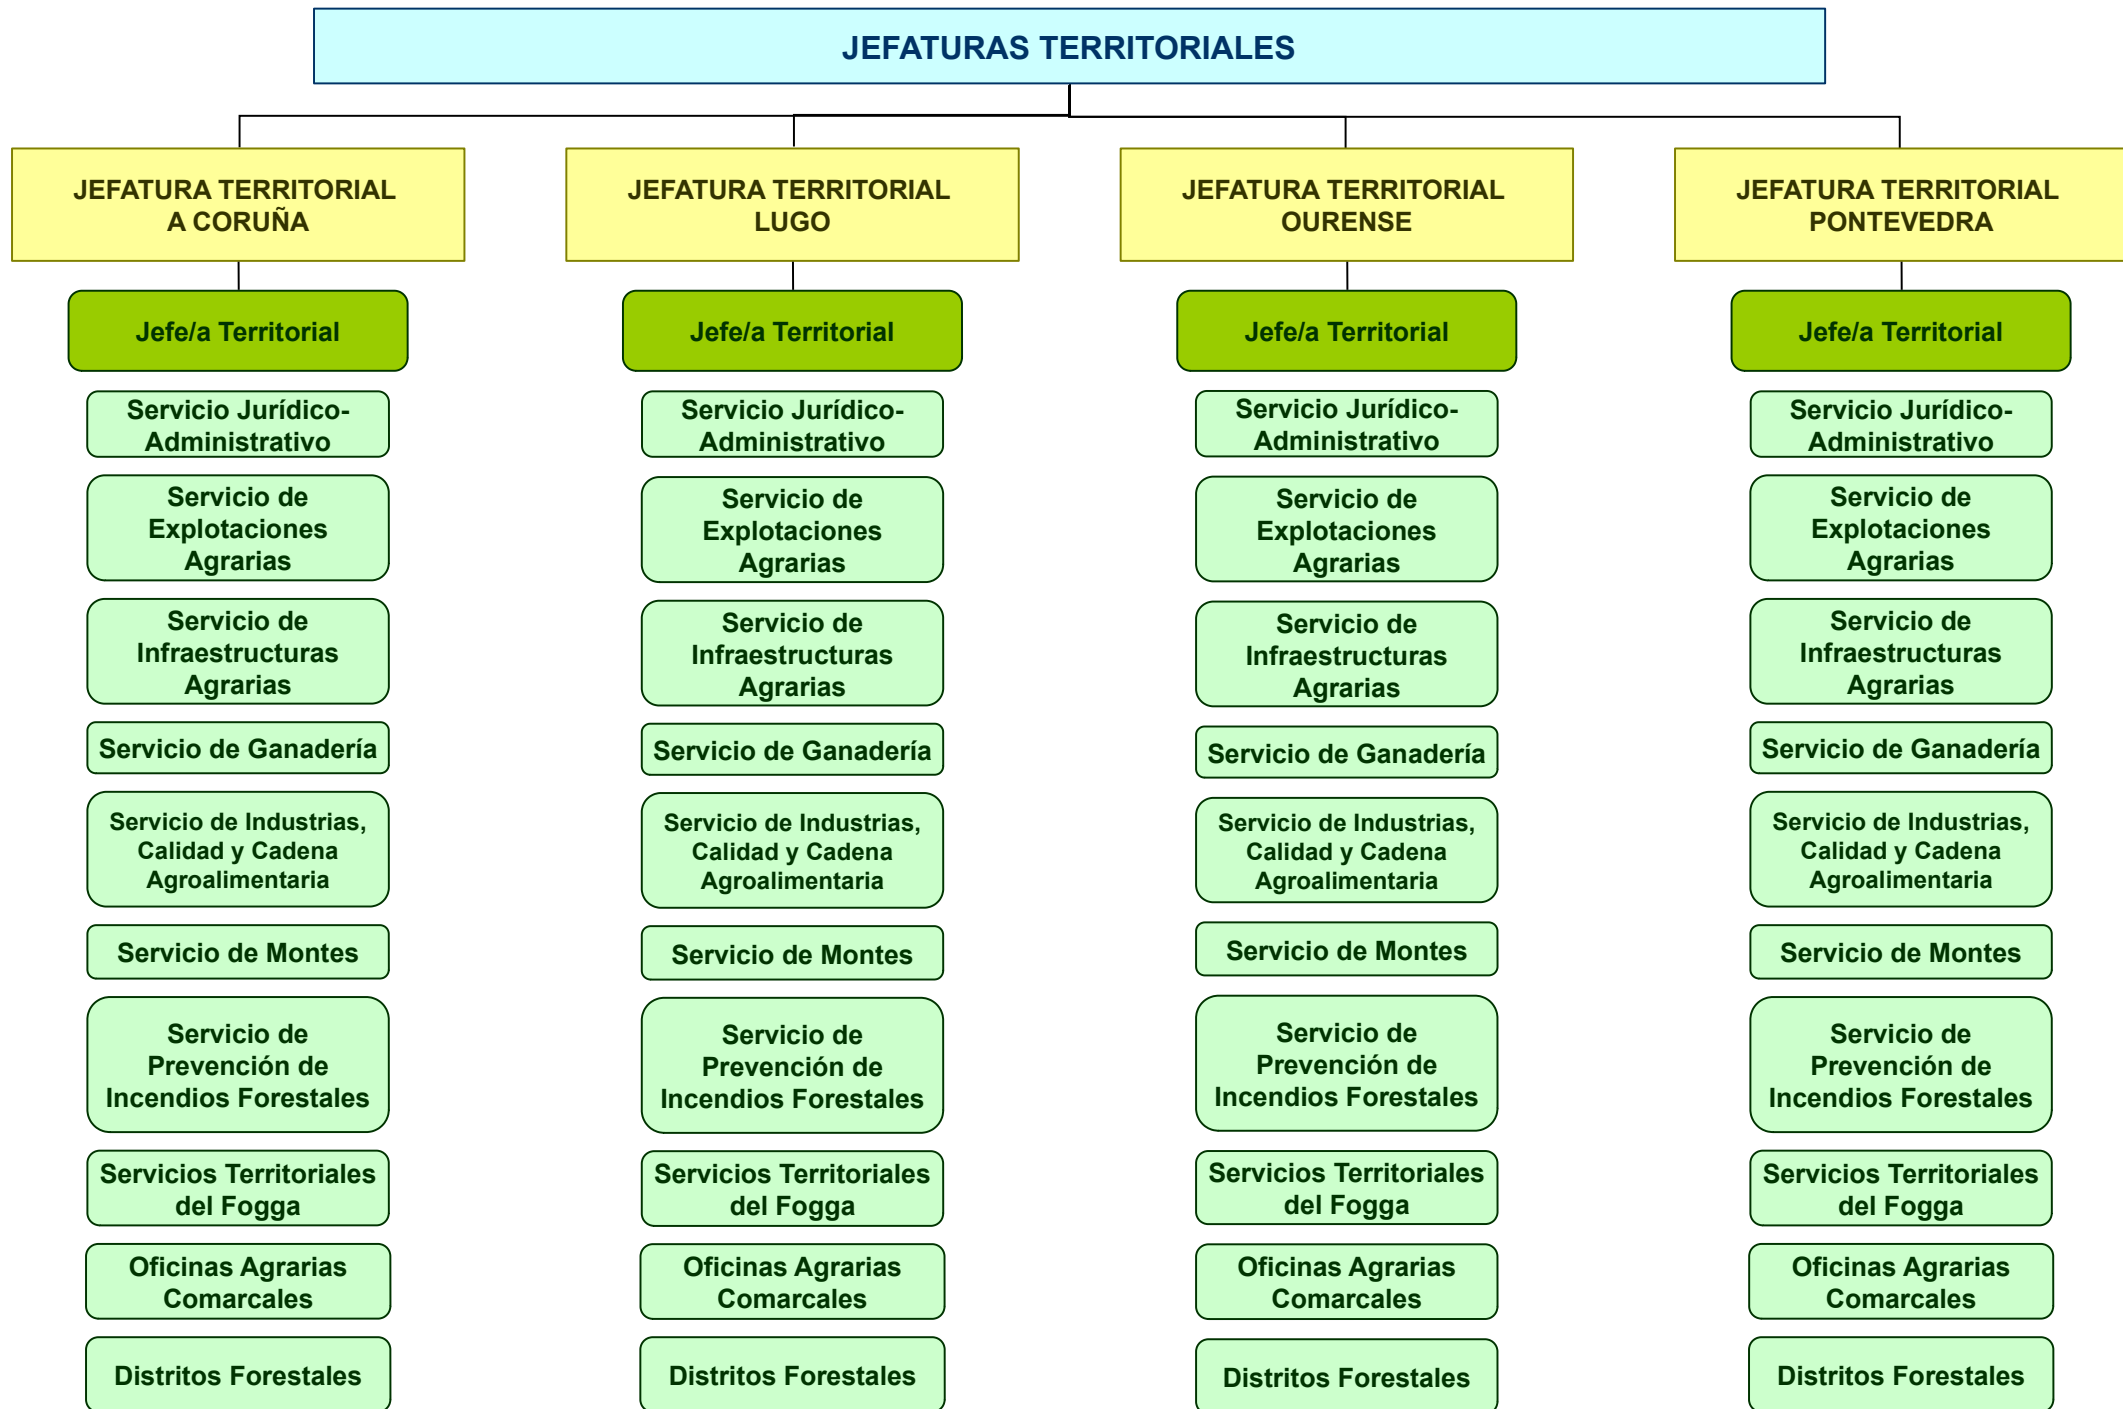 JEFATURAS TERRITORIALES
JEFATURA TERRITORIAL
A CORUÑA
Jefe/a Territorial
Servicio Jurídico-
Administrativo
Servicio de
Explotaciones
Agrarias
Servicio de
Infraestructuras
Agrarias
Servicio de Ganadería
Servicio de Industrias,
Calidad y Cadena
Agroalimentaria
Servicio de Montes
Servicio de
Prevención de
Incendios Forestales
Servicios Territoriales
del Fogga
Oficinas Agrarias
Comarcales
Distritos Forestales
JEFATURA TERRITORIAL
LUGO
Jefe/a Territorial
Servicio Jurídico-
Administrativo
Servicio de
Explotaciones
Agrarias
Servicio de
Infraestructuras
Agrarias
Servicio de Ganadería
Servicio de Industrias,
Calidad y Cadena
Agroalimentaria
Servicio de Montes
Servicio de
Prevención de
Incendios Forestales
Servicios Territoriales
del Fogga
Oficinas Agrarias
Comarcales
Distritos Forestales
JEFATURA TERRITORIAL
OURENSE
Jefe/a Territorial
Servicio Jurídico-
Administrativo
Servicio de
Explotaciones
Agrarias
Servicio de
Infraestructuras
Agrarias
Servicio de Ganadería
Servicio de Industrias,
Calidad y Cadena
Agroalimentaria
Servicio de Montes
Servicio de
Prevención de
Incendios Forestales
Servicios Territoriales
del Fogga
Oficinas Agrarias
Comarcales
Distritos Forestales
JEFATURA TERRITORIAL
PONTEVEDRA
Jefe/a Territorial
Servicio Jurídico-
Administrativo
Servicio de
Explotaciones
Agrarias
Servicio de
Infraestructuras
Agrarias
Servicio de Ganadería
Servicio de Industrias,
Calidad y Cadena
Agroalimentaria
Servicio de Montes
Servicio de
Prevención de
Incendios Forestales
Servicios Territoriales
del Fogga
Oficinas Agrarias
Comarcales
Distritos Forestales